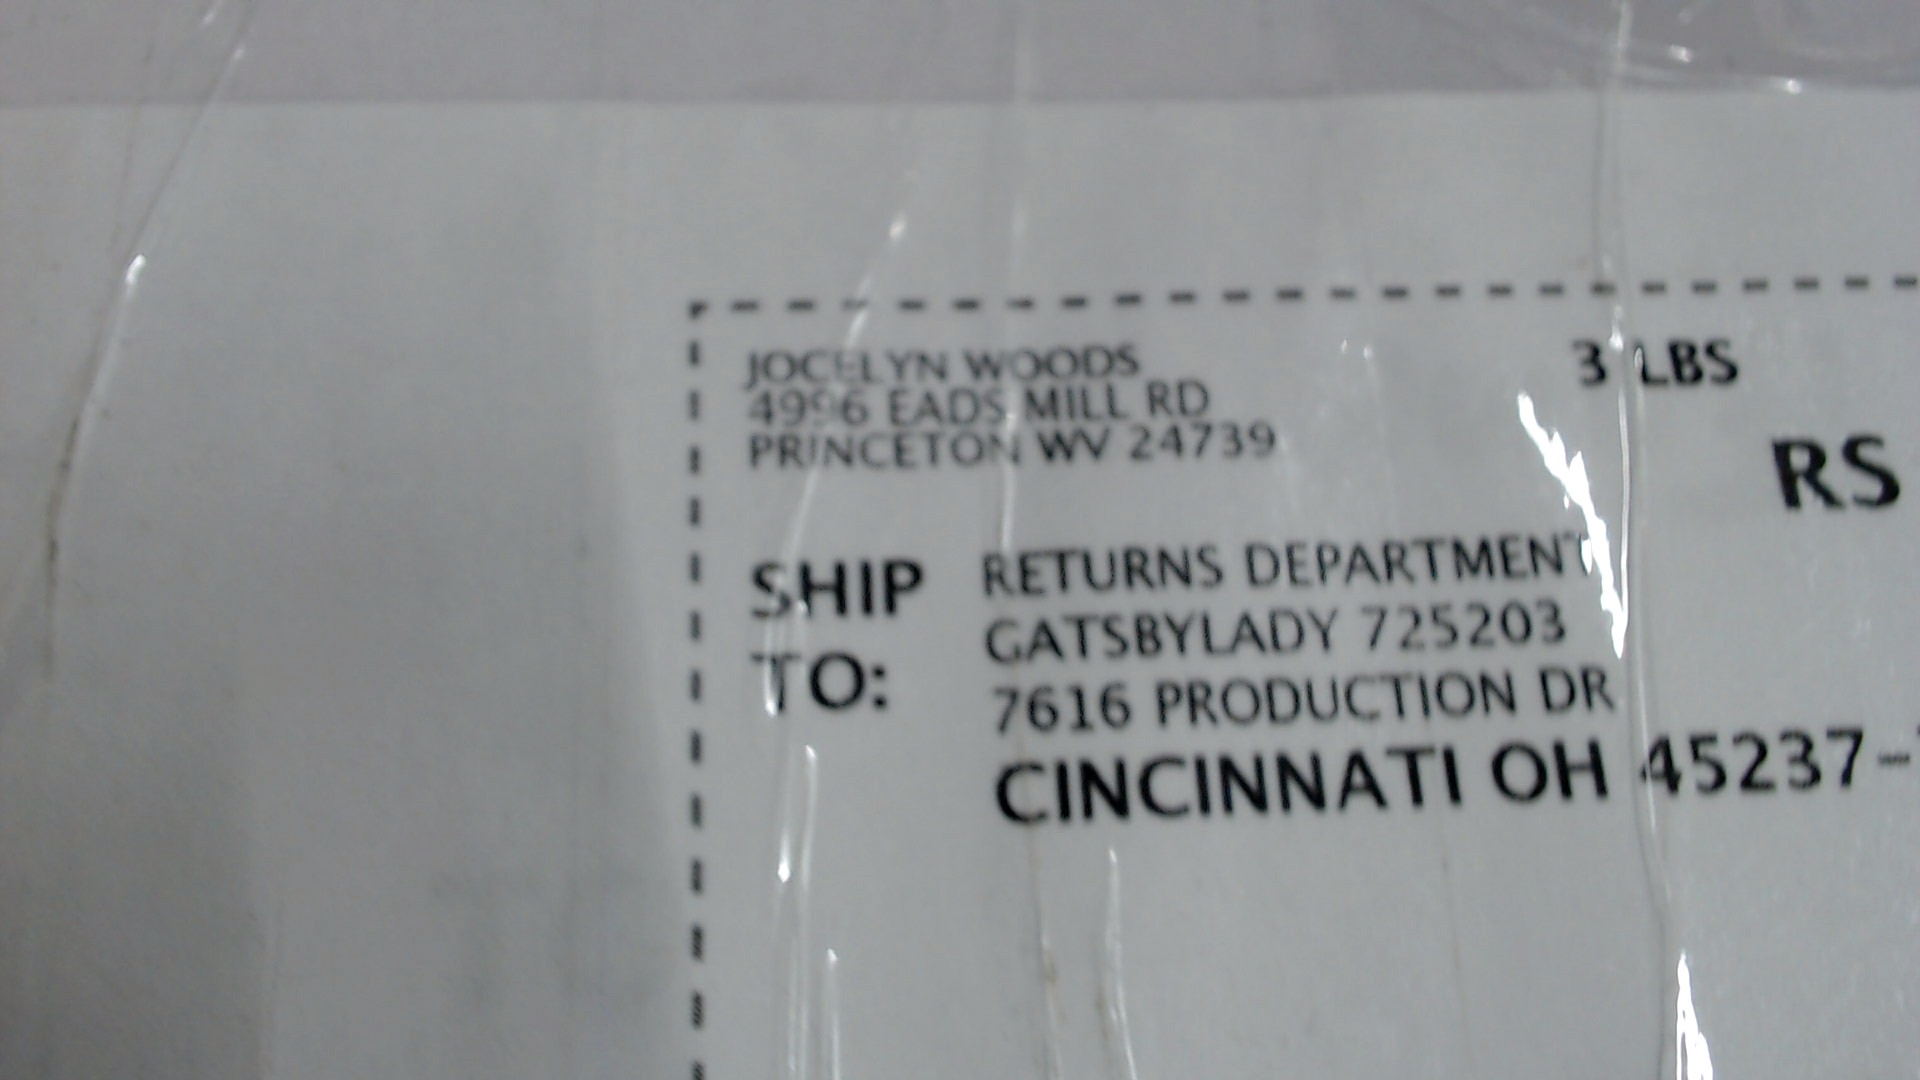 JOCELYN WOODS
3 LBS
4996 EADS MILL RD
PRINCETON WV 24739
RS
SHIP TO:
RETURNS DEPARTMENT
GATSBYLADY 725203
7616 PRODUCTION DR
CINCINNATI OH 45237-